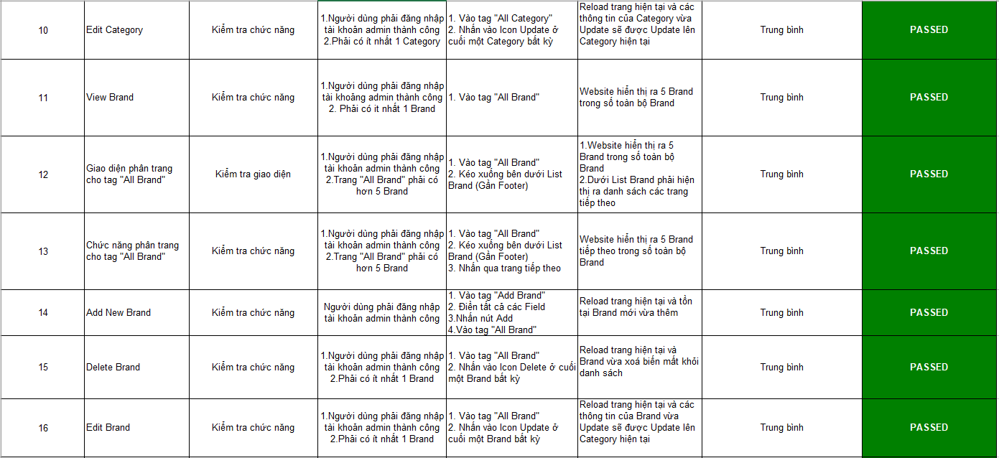 10
Edit Category
Kiểm tra chức năng
1.Người dùng phải đăng nhập
tài khoản admin thành công
2.Phải có ít nhất 1 Category
1. Vào tag "All Category"
2. Nhấn vào Icon Update ở
cuối một Category bất kỳ
Reload trang hiện tại và các
thông tin của Category vừa
Update sẽ được Update lên
Category hiện tại
Trung bình
PASSED
11
View Brand
Kiểm tra chức năng
1.Người dùng phải đăng nhập
tài khoảng admin thành công
2. Phải có it nhất 1 Brand
1. Vào tag "All Brand"
Website hiển thị ra 5 Brand
trong số toàn bộ Brand
Trung bình
PASSED
12
Giao diện phân trang
cho tag "All Brand"
Kiểm tra giao diện
1.Người dùng phải đăng nhập
tài khoản admin thành công
2.Trang "All Brand" phải có
hơn 5 Brand
1. Vào tag "All Brand"
2. Kéo xuống bên dưới List
Brand (Gần Footer)
1.Website hiển thị ra 5
Brand trong số toàn bộ
Brand
2.Dưới List Brand phải hiện
thị ra danh sách các trang
tiếp theo
Trung bình
PASSED
13
Chức năng phân trang
cho tag "All Brand"
Kiểm tra chức năng
1.Người dùng phải đăng nhập
tài khoản admin thành công
2.Trang "All Brand" phải có
hơn 5 Brand
1. Vào tag "All Brand"
2. Kéo xuống bên dưới List
Brand (Gần Footer)
3. Nhấn qua trang tiếp theo
Website hiển thị ra 5 Brand
tiếp theo trong số toàn bộ
Brand
Trung bình
PASSED
14
Add New Brand
Kiểm tra chức năng
Người dùng phải đăng nhập
tài khoản admin thành công
1. Vào tag "Add Brand"
2. Điền tất cả các Field
3.Nhấn nút Add
4.Vào tag "All Brand"
Reload trang hiện tại và tồn
tại Brand mới vừa thêm
Trung bình
PASSED
15
Delete Brand
Kiểm tra chức năng
1.Người dùng phải đăng nhập
tài khoản admin thành công
2.Phải có ít nhất 1 Brand
1. Vào tag "All Brand"
2. Nhấn vào Icon Delete ở cuối
một Brand bất kỳ
Reload trang hiện tại và
Brand vừa xoá biến mất khỏi
danh sách
Trung bình
PASSED
16
Edit Brand
Kiểm tra chức năng
1.Người dùng phải đăng nhập
tài khoản admin thành công
2.Phải có ít nhất 1 Brand
1. Vào tag "All Brand"
2. Nhấn vào Icon Update ở
cuối một Brand bất kỳ
Reload trang hiện tại và các
thông tin của Brand vừa
Update sẽ được Update lên
Category hiện tại
Trung bình
PASSED